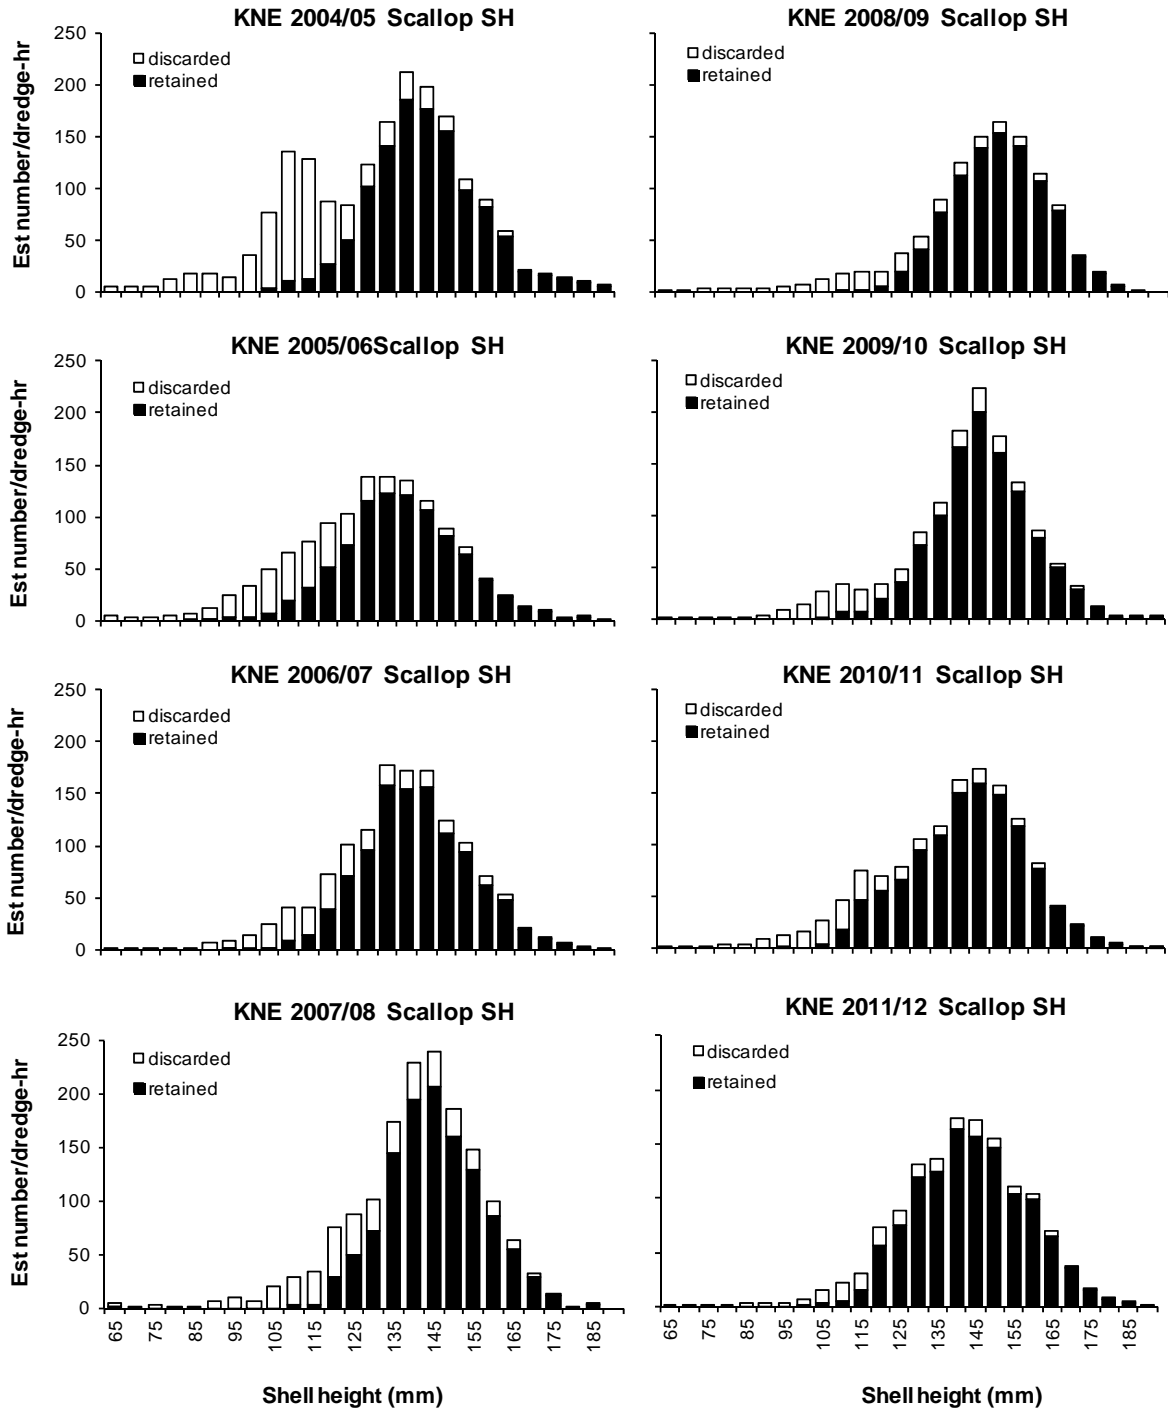 KNE 2004/05 Scallop SH
Est number/dredge-hr
250
200
150
100
50
0
discarded
retained
KNE 2008/09 Scallop SH
discarded
retained
KNE 2005/06Scallop SH
Est number/dredge-hr
250
200
150
100
50
0
discarded
retained
KNE 2009/10 Scallop SH
discarded
retained
KNE 2006/07 Scallop SH
Est number/dredge-hr
250
200
150
100
50
0
discarded
retained
KNE 2010/11 Scallop SH
discarded
retained
KNE 2007/08 Scallop SH
Est number/dredge-hr
250
200
150
100
50
0
discarded
retained
65 75 85 95 105 115 125 135 145 155 165 175 185
Shell height (mm)
KNE 2011/12 Scallop SH
discarded
retained
65 75 85 95 105 115 125 135 145 155 165 175 185
Shell height (mm)